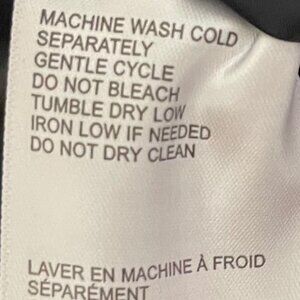 MACHINE WASH COLD
SEPARATELY
GENTLE CYCLE
DO NOT BLEACH
TUMBLE DRY LOW
IRON LOW IF NEEDED
DO NOT DRY CLEAN
LAVER EN MACHINE À FROID
SÉPARÉMENT